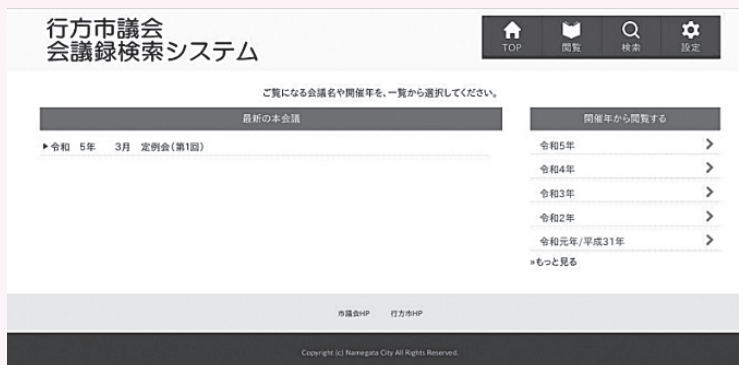 行方市議会
会議録検索システム
TOP
閲覧
検索
設定
ご覧になる会議名や開催年を、一覧から選択してください。
最新の本会議
令和 5年 3月 定例会(第1回)
開催年から閲覧する
令和5年
令和4年
令和3年
令和2年
令和元年/平成31年
»もっと見る
市議会HP 行方市HP
Copyright (c) Namegata City All Rights Reserved.